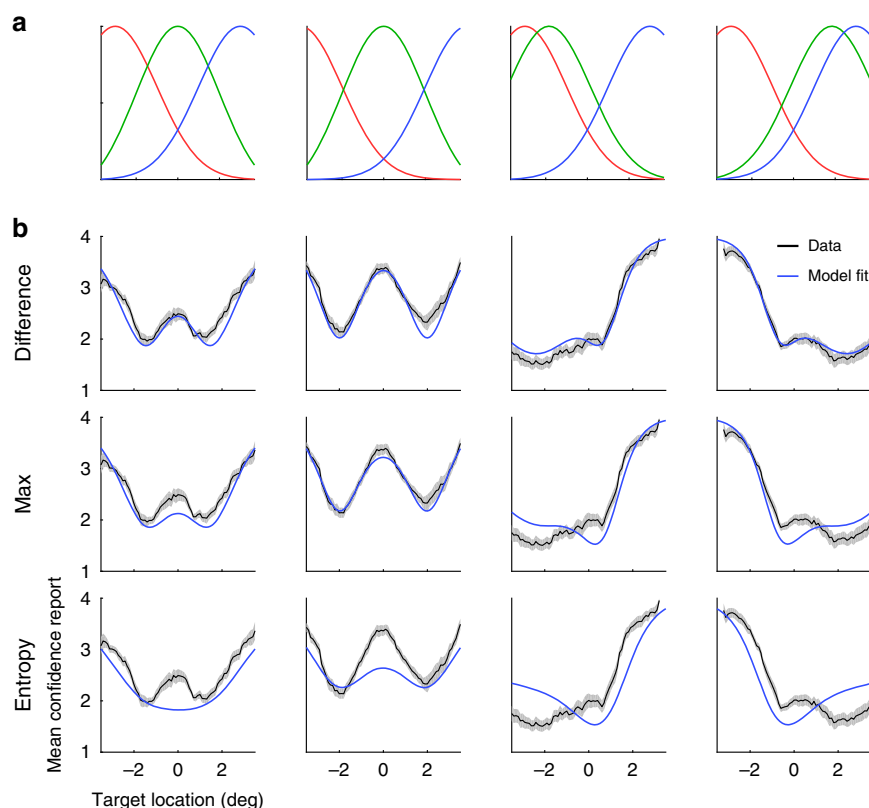 a
b
Difference
4
3
2
1
Data
Model fit
Max
4
3
2
1
Entropy
Mean confidence report
4
3
2
1
−2 0 2
−2 0 2
−2 0 2
−2 0 2
Target location (deg)